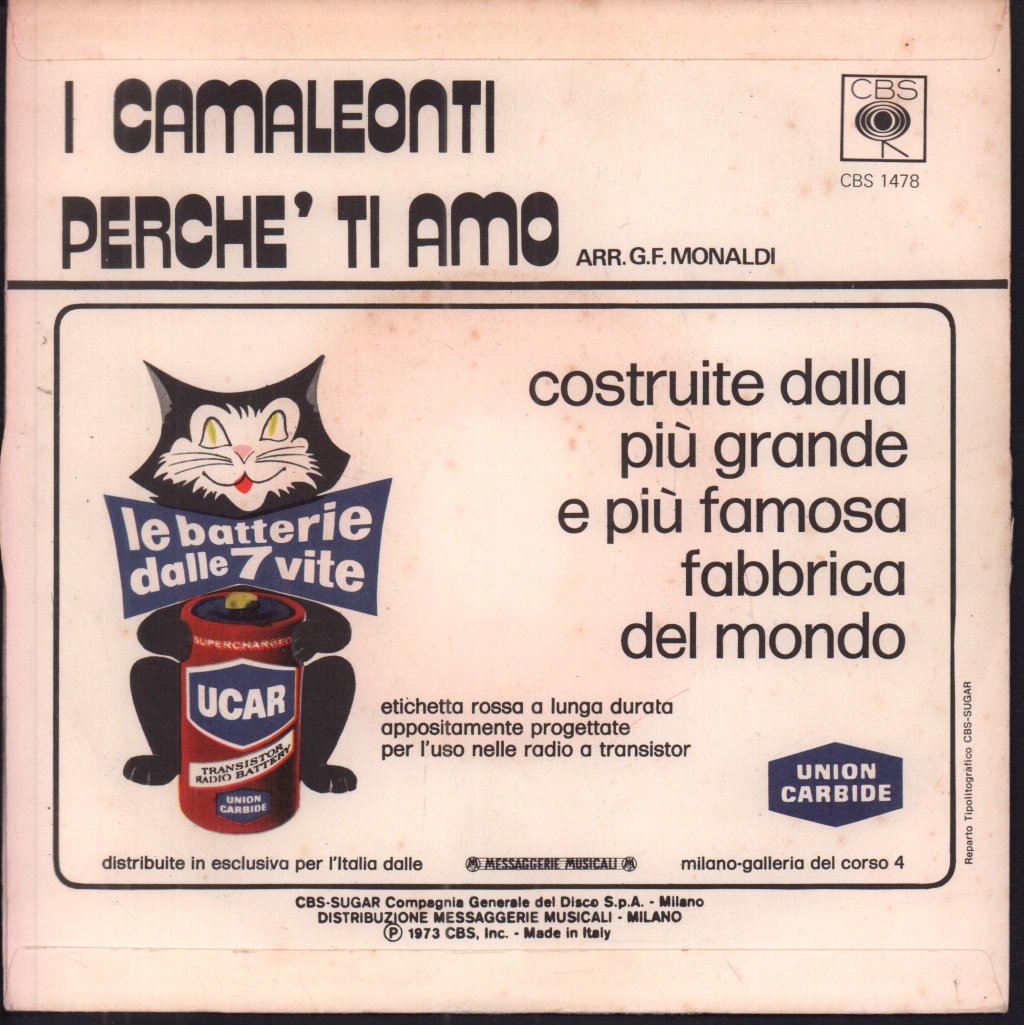 I CAMALEONTI
CBS
CBS 1478
PERCHE' TI AMO ARR. G.F. MONALDI
costruite dalla
più grande
e più famosa
fabbrica
del mondo
le batterie
dalle 7 vite
SUPERCHARGED
UCAR
TRANSISTOR
RADIO BATTERY
UNION
CARBIDE
etichetta rossa a lunga durata
appositamente progettate
per l'uso nelle radio a transistor
UNION
CARBIDE
distribuite in esclusiva per l'Italia dalle M MESSAGGERIE MUSICALI M milano-galleria del corso 4
Reparto Tipolitografico CBS-SUGAR
CBS-SUGAR Compagnia Generale del Disco S.p.A. - Milano
DISTRIBUZIONE MESSAGGERIE MUSICALI - MILANO
Ⓟ 1973 CBS, Inc. - Made in Italy